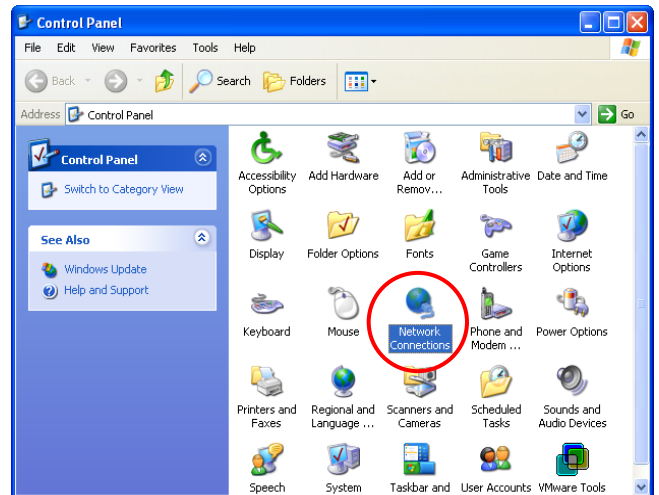 Control Panel
File Edit View Favorites Tools Help
Back Search Folders
Address Control Panel Go
Control Panel
Switch to Category View
See Also
Windows Update
Help and Support
Accessibility Options
Add Hardware
Add or Remov...
Administrative Tools
Date and Time
Display
Folder Options
Fonts
Game Controllers
Internet Options
Keyboard
Mouse
Network Connections
Phone and Modem ...
Power Options
Printers and Faxes
Regional and Language ...
Scanners and Cameras
Scheduled Tasks
Sounds and Audio Devices
Speech
System
Taskbar and
User Accounts
VMware Tools